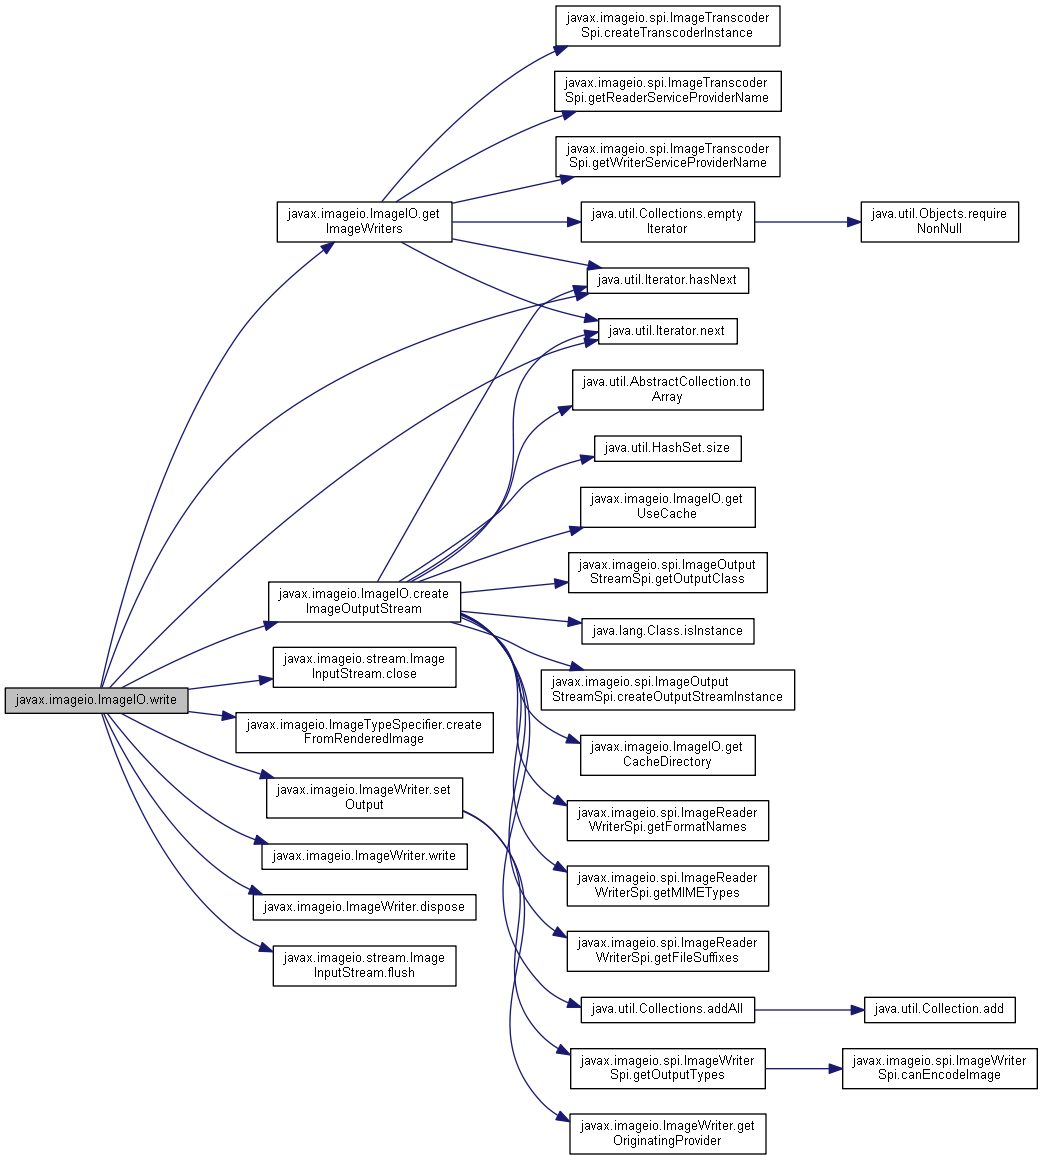 javax.imageio.spi.ImageTranscoder
Spi.createTranscoderInstance
javax.imageio.spi.ImageTranscoder
Spi.getReaderServiceProviderName
javax.imageio.spi.ImageTranscoder
Spi.getWriterServiceProviderName
javax.imageio.ImageIO.get
ImageWriters
java.util.Collections.empty
Iterator
java.util.Objects.require
NonNull
java.util.Iterator.hasNext
java.util.Iterator.next
java.util.AbstractCollection.to
Array
java.util.HashSet.size
javax.imageio.ImageIO.get
UseCache
javax.imageio.spi.ImageOutput
StreamSpi.getOutputClass
javax.imageio.ImageIO.create
ImageOutputStream
java.lang.Class.isInstance
javax.imageio.stream.Image
InputStream.close
javax.imageio.spi.ImageOutput
StreamSpi.createOutputStreamInstance
javax.imageio.ImageIO.write
javax.imageio.ImageTypeSpecifier.create
FromRenderedImage
javax.imageio.ImageIO.get
CacheDirectory
javax.imageio.ImageWriter.set
Output
javax.imageio.spi.ImageReader
WriterSpi.getFormatNames
javax.imageio.ImageWriter.write
javax.imageio.spi.ImageReader
WriterSpi.getMIMETypes
javax.imageio.ImageWriter.dispose
javax.imageio.spi.ImageReader
WriterSpi.getFileSuffixes
javax.imageio.stream.Image
InputStream.flush
java.util.Collections.addAll
java.util.Collection.add
javax.imageio.spi.ImageWriter
Spi.getOutputTypes
javax.imageio.spi.ImageWriter
Spi.canEncodeImage
javax.imageio.ImageWriter.get
OriginatingProvider